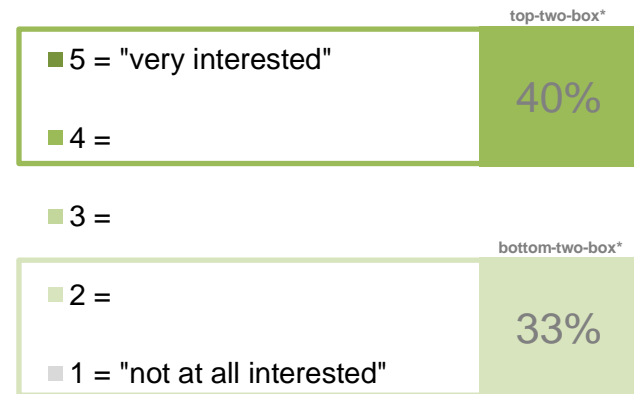 top-two-box*
5 = "very interested"
40%
4 =
3 =
bottom-two-box*
2 =
33%
1 = "not at all interested"